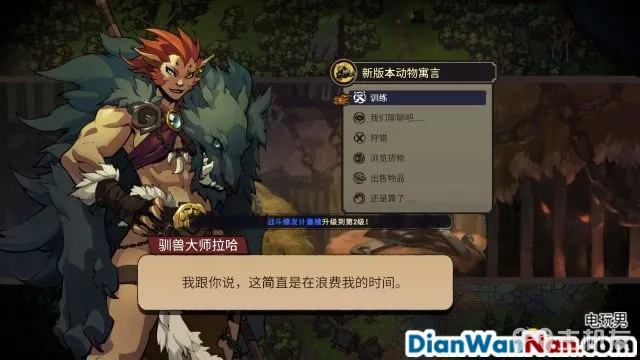 新版本动物寓言
训练
我们聊聊吧......
狩猎
浏览货物
出售物品
还是算了......
战斗爆发计量槽升级到第2级！
驯兽大师拉哈
我跟你说，这简直是在浪费我的时间。
电玩男
DianWanNan.com